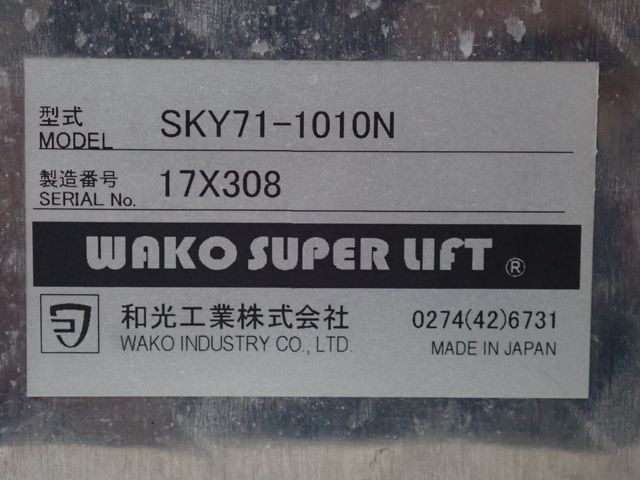 型式
MODEL SKY71-1010N
製造番号
SERIAL No. 17X308
WAKO SUPER LIFT ®
和光工業株式会社 0274(42)6731
WAKO INDUSTRY CO., LTD. MADE IN JAPAN